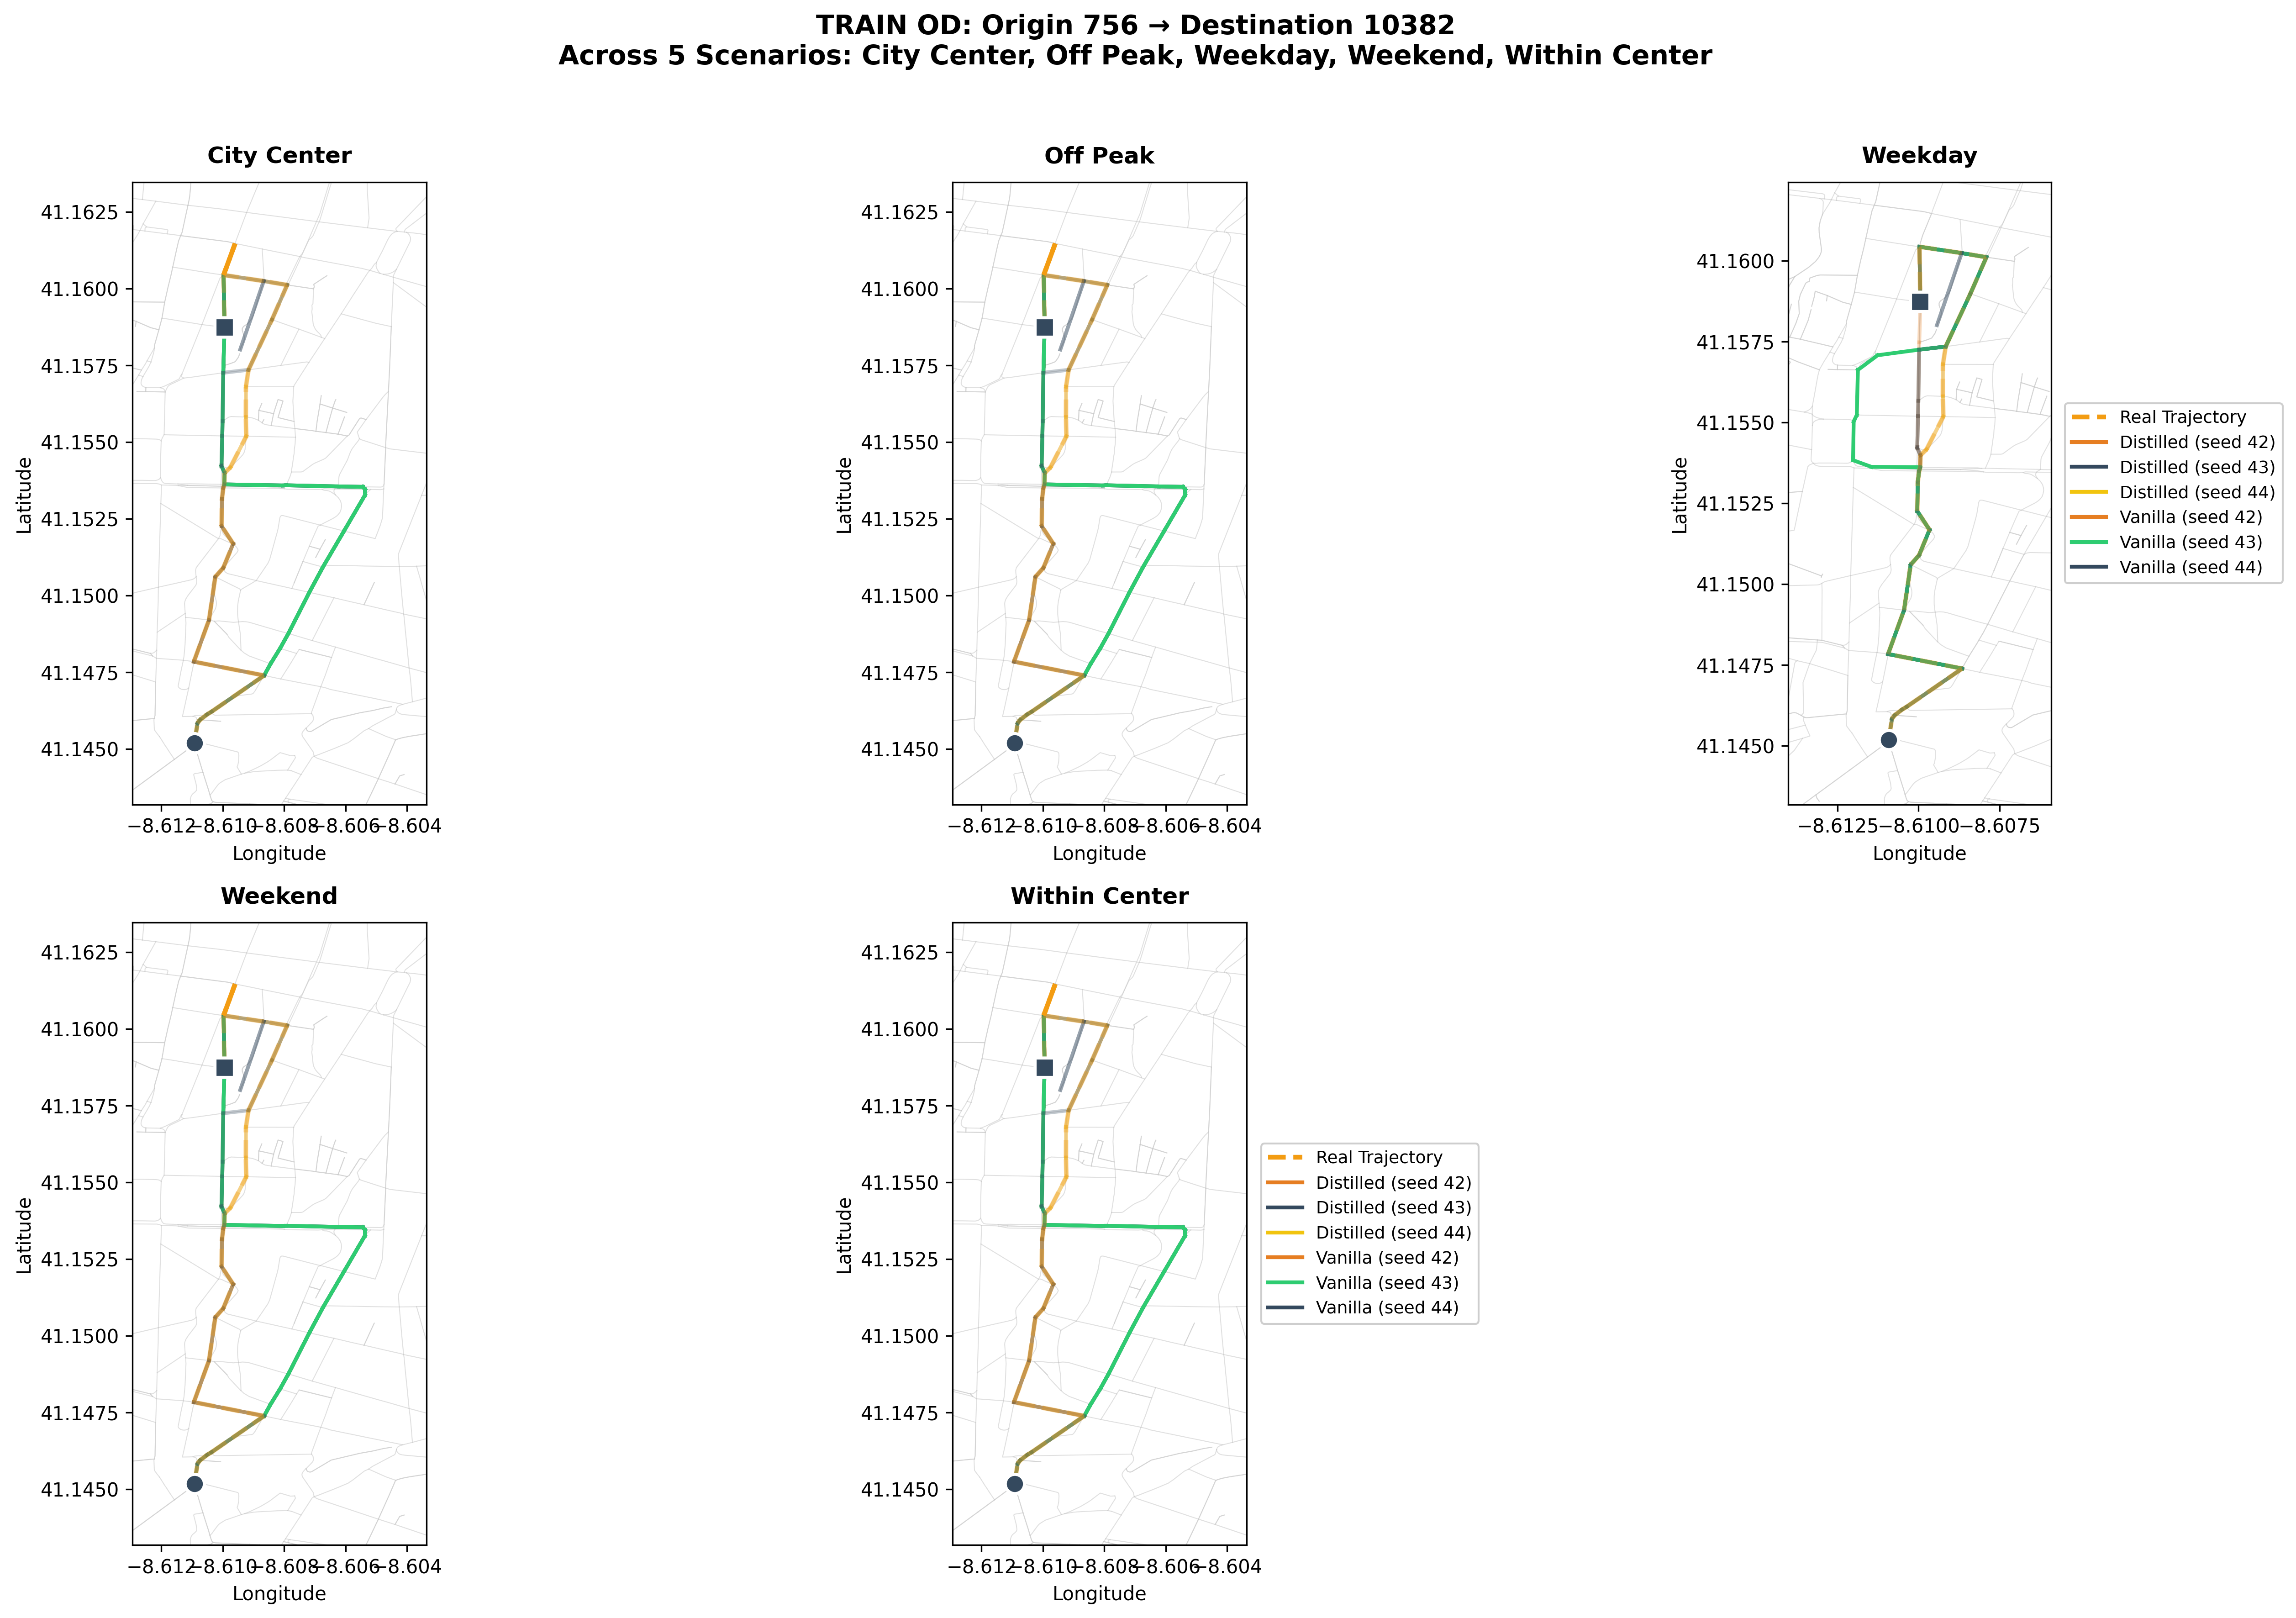 TRAIN OD: Origin 756 → Destination 10382
Across 5 Scenarios: City Center, Off Peak, Weekday, Weekend, Within Center
City Center
41.1625
41.1600
41.1575
41.1550
41.1525
41.1500
41.1475
41.1450
Latitude
−8.612 −8.610 −8.608 −8.606 −8.604
Longitude
Off Peak
41.1625
41.1600
41.1575
41.1550
41.1525
41.1500
41.1475
41.1450
Latitude
−8.612 −8.610 −8.608 −8.606 −8.604
Longitude
Weekday
41.1600
41.1575
41.1550
41.1525
41.1500
41.1475
41.1450
Latitude
−8.6125 −8.6100 −8.6075
Longitude
Real Trajectory
Distilled (seed 42)
Distilled (seed 43)
Distilled (seed 44)
Vanilla (seed 42)
Vanilla (seed 43)
Vanilla (seed 44)
Weekend
41.1625
41.1600
41.1575
41.1550
41.1525
41.1500
41.1475
41.1450
Latitude
−8.612 −8.610 −8.608 −8.606 −8.604
Longitude
Within Center
41.1625
41.1600
41.1575
41.1550
41.1525
41.1500
41.1475
41.1450
Latitude
−8.612 −8.610 −8.608 −8.606 −8.604
Longitude
Real Trajectory
Distilled (seed 42)
Distilled (seed 43)
Distilled (seed 44)
Vanilla (seed 42)
Vanilla (seed 43)
Vanilla (seed 44)